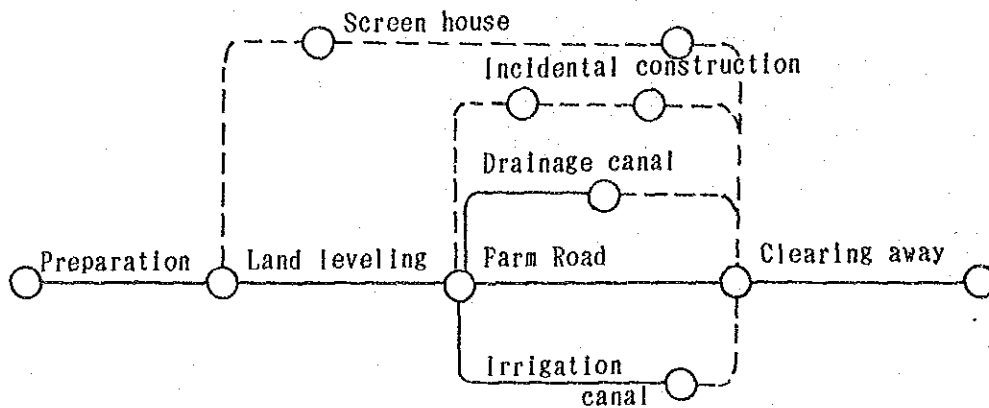 Screen house
Incidental construction
Drainage canal
Preparation
Land leveling
Farm Road
Clearing away
Irrigation
canal